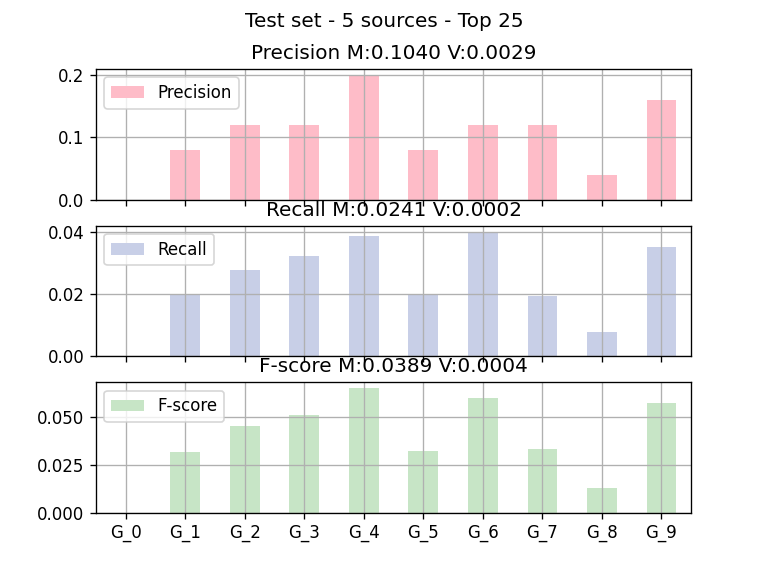 Test set - 5 sources - Top 25
Precision M:0.1040 V:0.0029
0.2
0.1
0.0
Precision
Recall M:0.0241 V:0.0002
0.04
0.02
0.00
Recall
F-score M:0.0389 V:0.0004
0.050
0.025
0.000
F-score
G_0 G_1 G_2 G_3 G_4 G_5 G_6 G_7 G_8 G_9